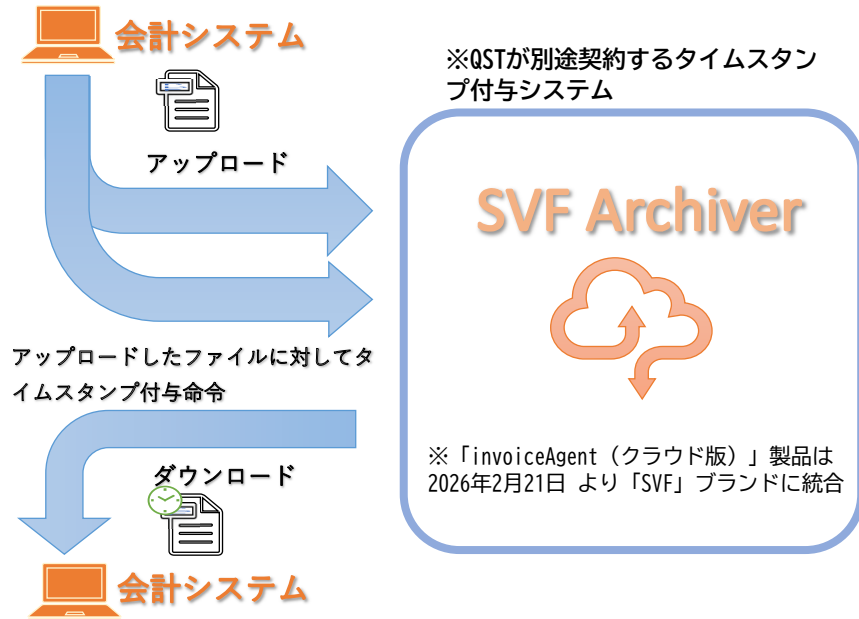 会計システム
※QSTが別途契約するタイムスタン
プ付与システム
アップロード
SVF Archiver
アップロードしたファイルに対してタ
イムスタンプ付与命令
※「invoiceAgent（クラウド版）」製品は
2026年2月21日 より「SVF」ブランドに統合
ダウンロード
会計システム